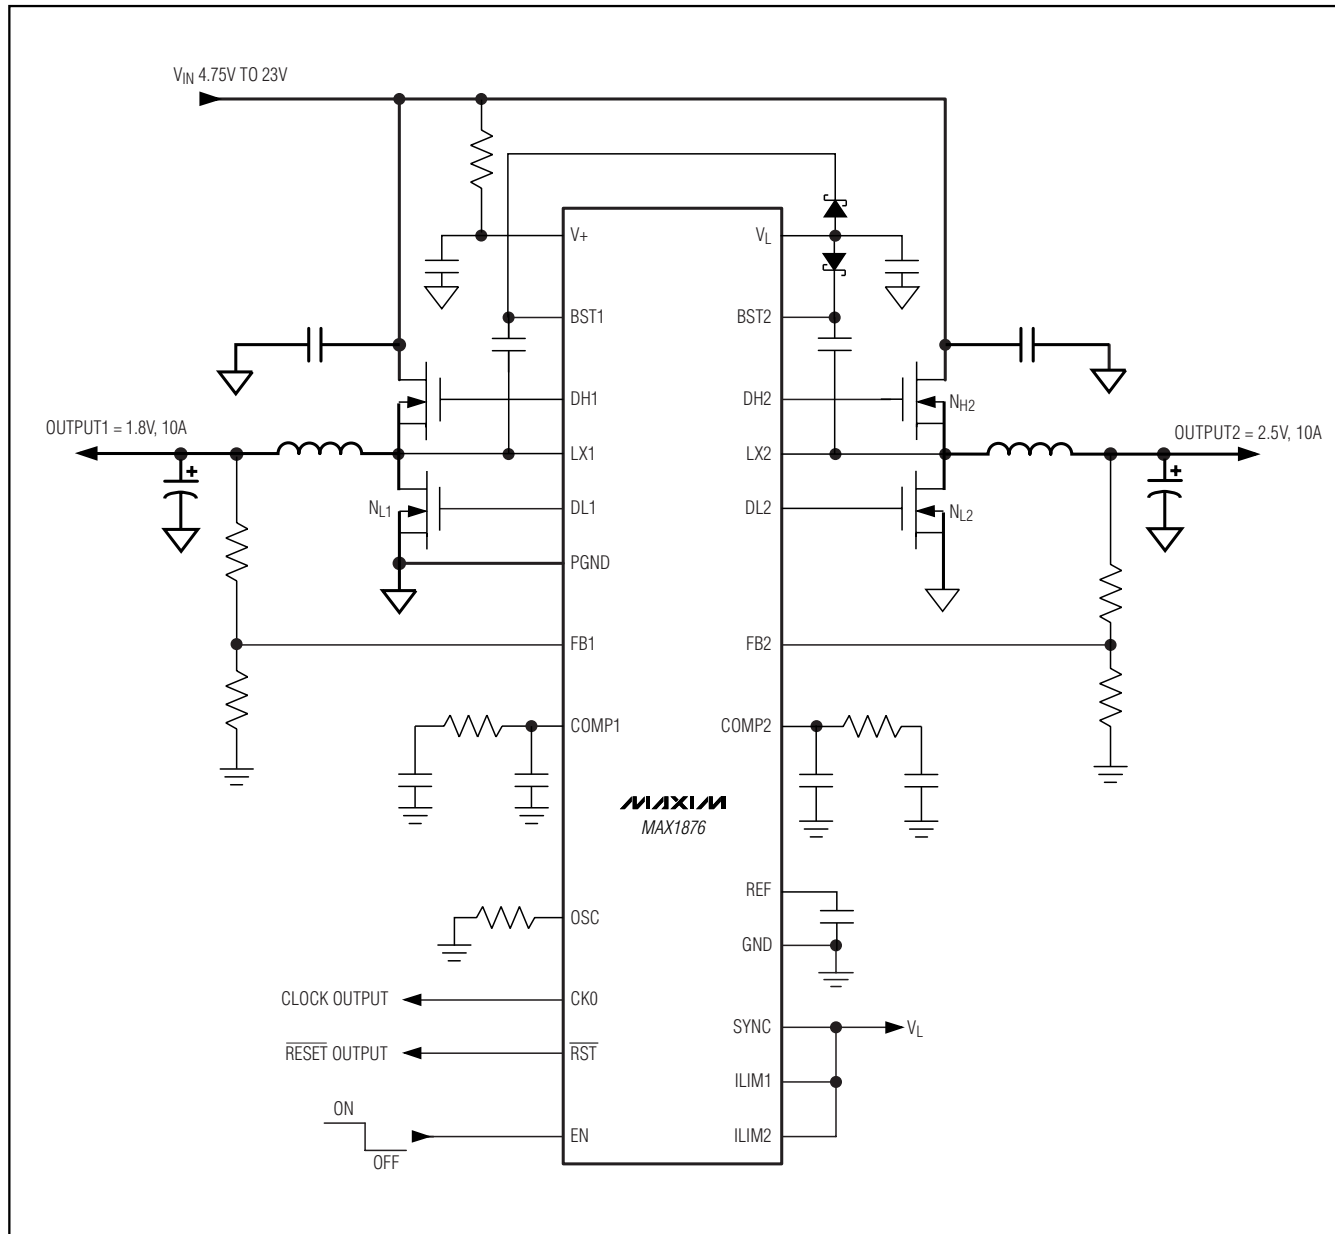 VIN 4.75V TO 23V
V+
VL
BST1
BST2
DH1
DH2
NH2
OUTPUT1 = 1.8V, 10A
LX1
LX2
OUTPUT2 = 2.5V, 10A
+
+
NL1
DL1
DL2
NL2
PGND
FB1
FB2
COMP1
COMP2
MAXIM
MAX1876
REF
OSC
GND
CLOCK OUTPUT
CK0
SYNC
VL
RESET OUTPUT
RST
ILIM1
ON
EN
ILIM2
OFF